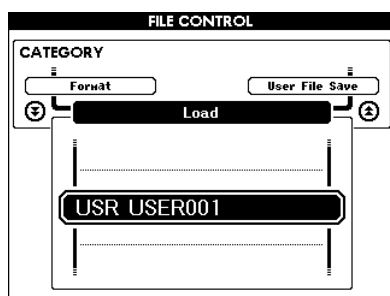 FILE CONTROL
CATEGORY
Format
User File Save
Load
USR USER001